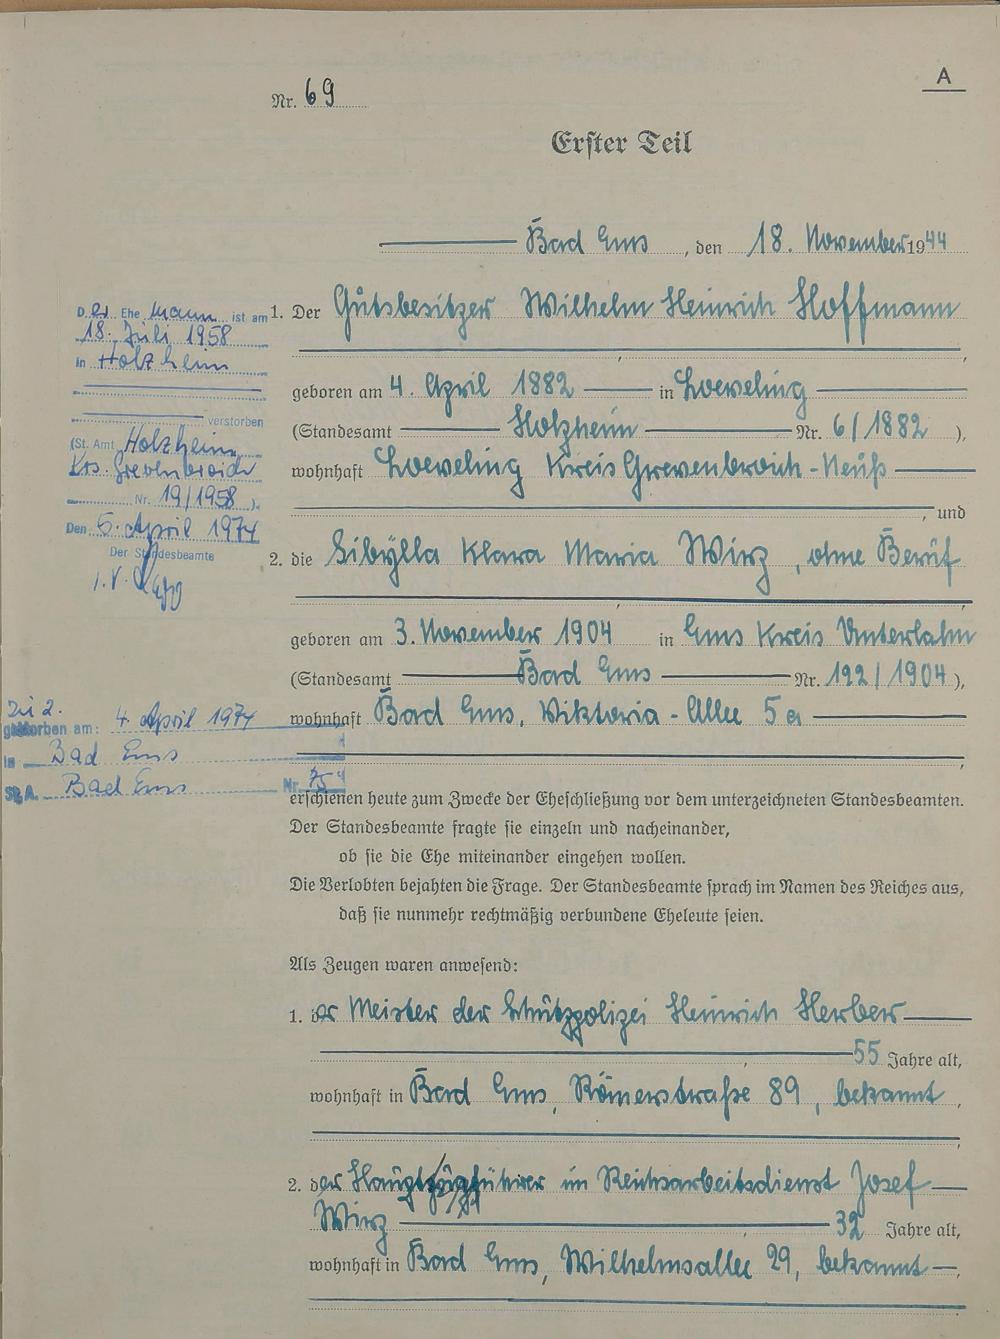 A
Nr. 69
Erster Teil
Bad Ems, den 18. November 1944
1. Der Gutsbesitzer Wilhelm Heinrich Hoffmann
geboren am 4. April 1882 in Loeveling
(Standesamt Holzheim Nr. 6/1882),
wohnhaft Loeveling Kreis Grevenbroich-Neuß
, und
2. die Sibylla Klara Maria Wirz, ohne Beruf
geboren am 3. November 1904 in Ems Kreis Unterlahn
(Standesamt Bad Ems Nr. 122/1904),
wohnhaft Bad Ems, Viktoria-Allee 5a
erschienen heute zum Zwecke der Eheschließung vor dem unterzeichneten Standesbeamten.
Der Standesbeamte fragte sie einzeln und nacheinander,
ob sie die Ehe miteinander eingehen wollen.
Die Verlobten bejahten die Frage. Der Standesbeamte sprach im Namen des Reiches aus,
daß sie nunmehr rechtmäßig verbundene Eheleute seien.
Als Zeugen waren anwesend:
1. der Meister der Schutzpolizei Heinrich Herber
55 Jahre alt,
wohnhaft in Bad Ems, Römerstraße 89, bekannt,
2. der im Reichsarbeitsdienst Josef
Wirz 32 Jahre alt,
wohnhaft in Bad Ems, Wilhelmsallee 29, bekannt,
Der Ehemann ist am
18. Juli 1958
in Holzheim
verstorben
(St. Amt Holzheim,
Krs. Grevenbroich
Nr. 19/1958).
Den 5. April 1974
Der Standesbeamte
i.V.
Zu 2.
gestorben am: 4. April 1974
in Bad Ems
St.A. Bad Ems Nr.